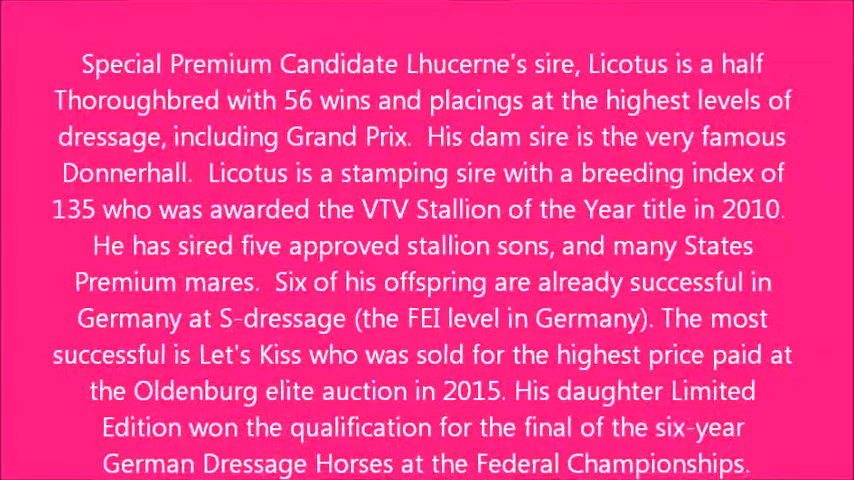 Special Premium Candidate Lhucerne's sire, Licotus is a half
Thoroughbred with 56 wins and placings at the highest levels of
dressage, including Grand Prix.  His dam sire is the very famous
Donnerhall.  Licotus is a stamping sire with a breeding index of
135 who was awarded the VTV Stallion of the Year title in 2010.
He has sired five approved stallion sons, and many States
Premium mares.  Six of his offspring are already successful in
Germany at S-dressage (the FEI level in Germany). The most
successful is Let's Kiss who was sold for the highest price paid at
the Oldenburg elite auction in 2015. His daughter Limited
Edition won the qualification for the final of the six-year
German Dressage Horses at the Federal Championships.